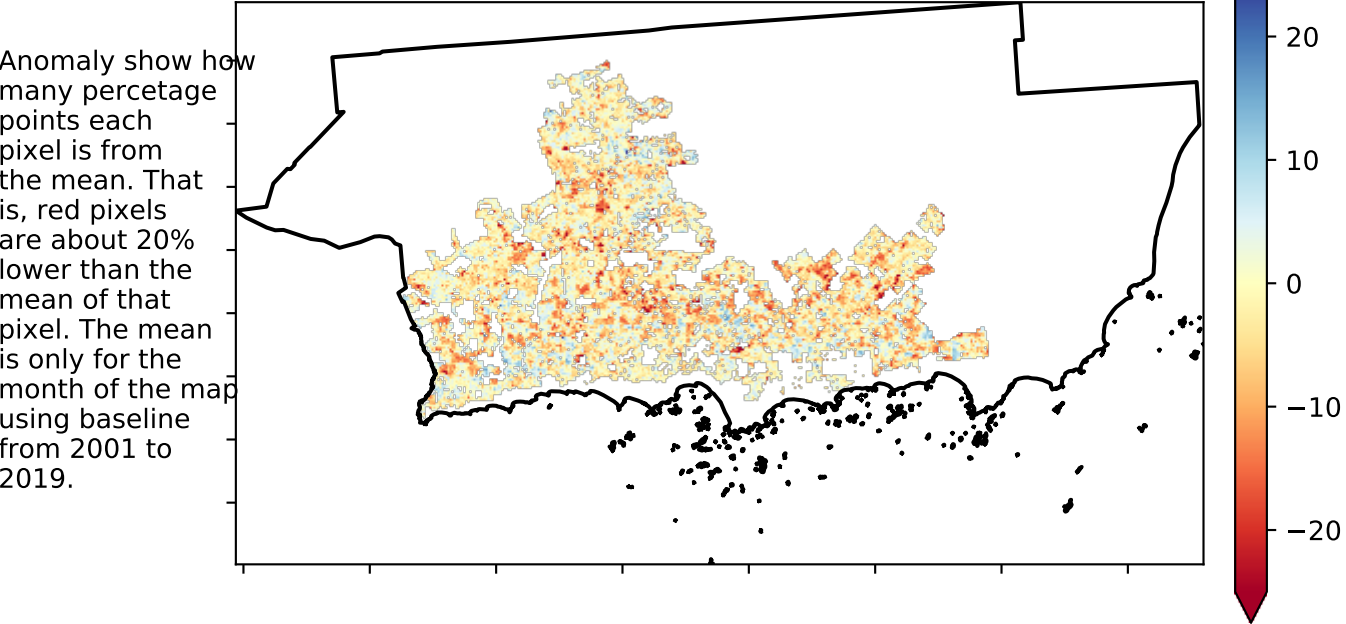 Anomaly show how
many percetage
points each
pixel is from
the mean. That
is, red pixels
are about 20%
lower than the
mean of that
pixel. The mean
is only for the
month of the map
using baseline
from 2001 to
2019.
20
10
0
−10
−20